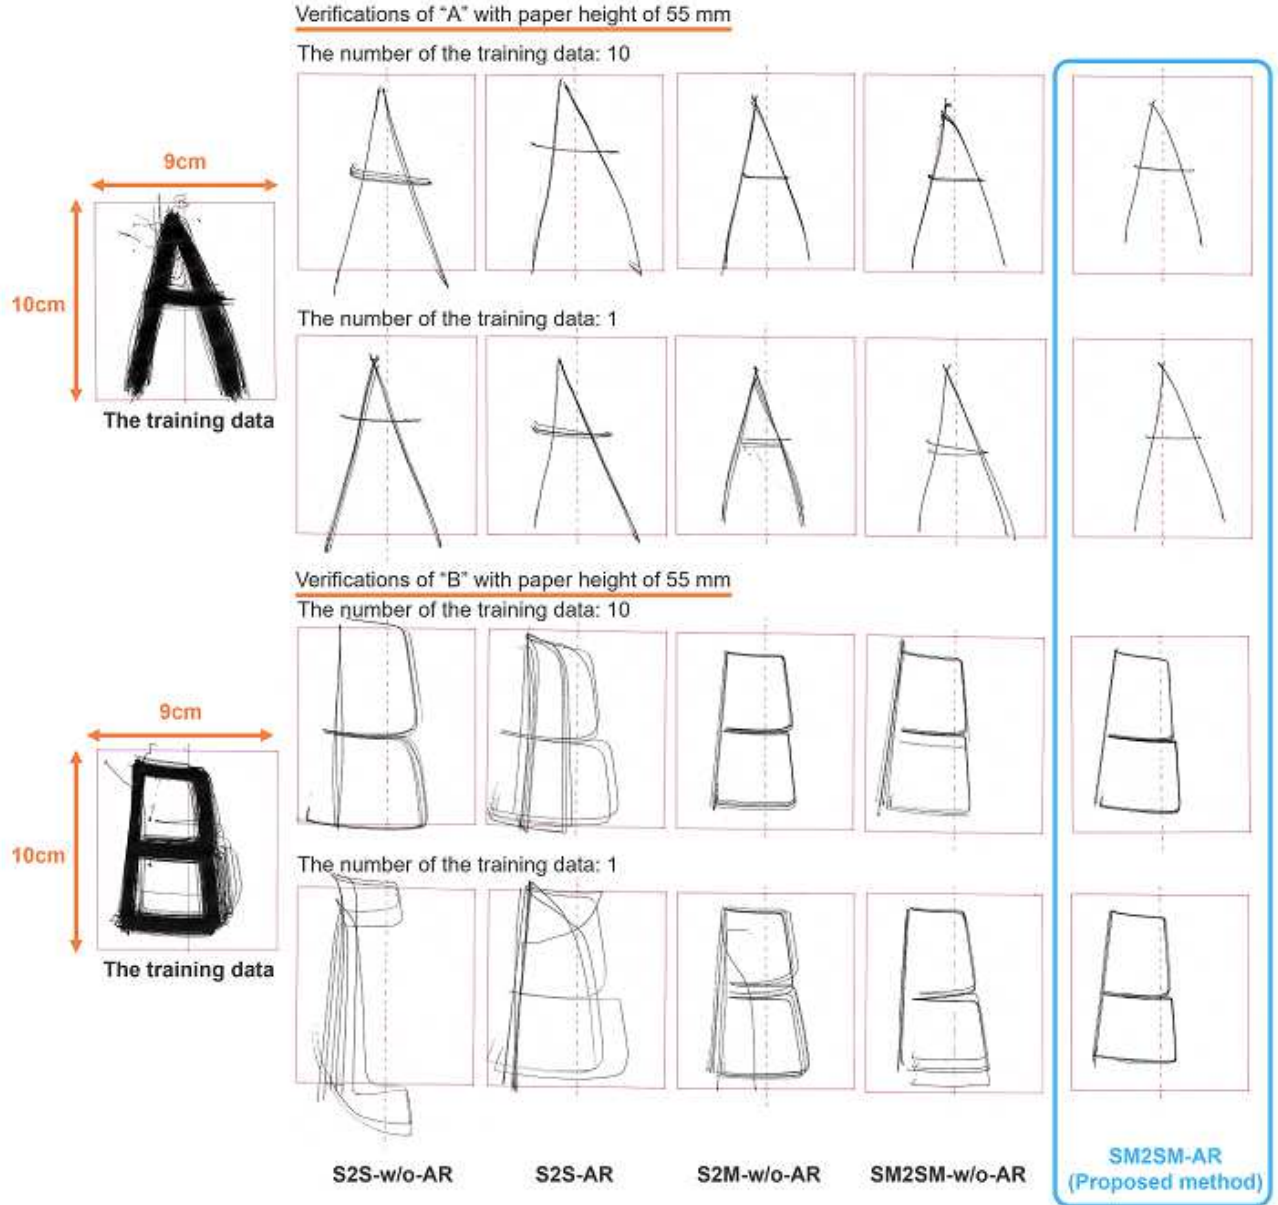 Verifications of “A” with paper height of 55 mm
The number of the training data: 10
9cm
10cm
The training data
The number of the training data: 1
Verifications of “B” with paper height of 55 mm
The number of the training data: 10
9cm
10cm
The training data
The number of the training data: 1
S2S-w/o-AR S2S-AR S2M-w/o-AR SM2SM-w/o-AR SM2SM-AR
(Proposed method)